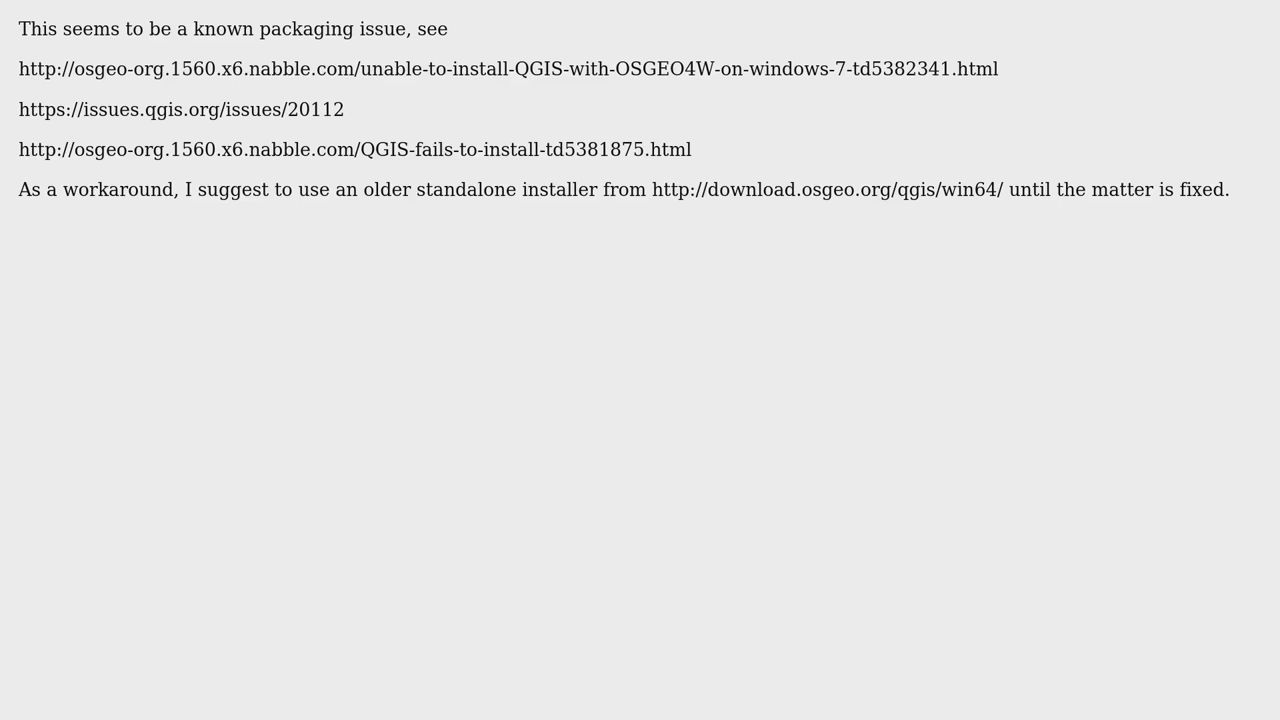 This seems to be a known packaging issue, see
http://osgeo-org.1560.x6.nabble.com/unable-to-install-QGIS-with-OSGEO4W-on-windows-7-td5382341.html
https://issues.qgis.org/issues/20112
http://osgeo-org.1560.x6.nabble.com/QGIS-fails-to-install-td5381875.html
As a workaround, I suggest to use an older standalone installer from http://download.osgeo.org/qgis/win64/ until the matter is fixed.